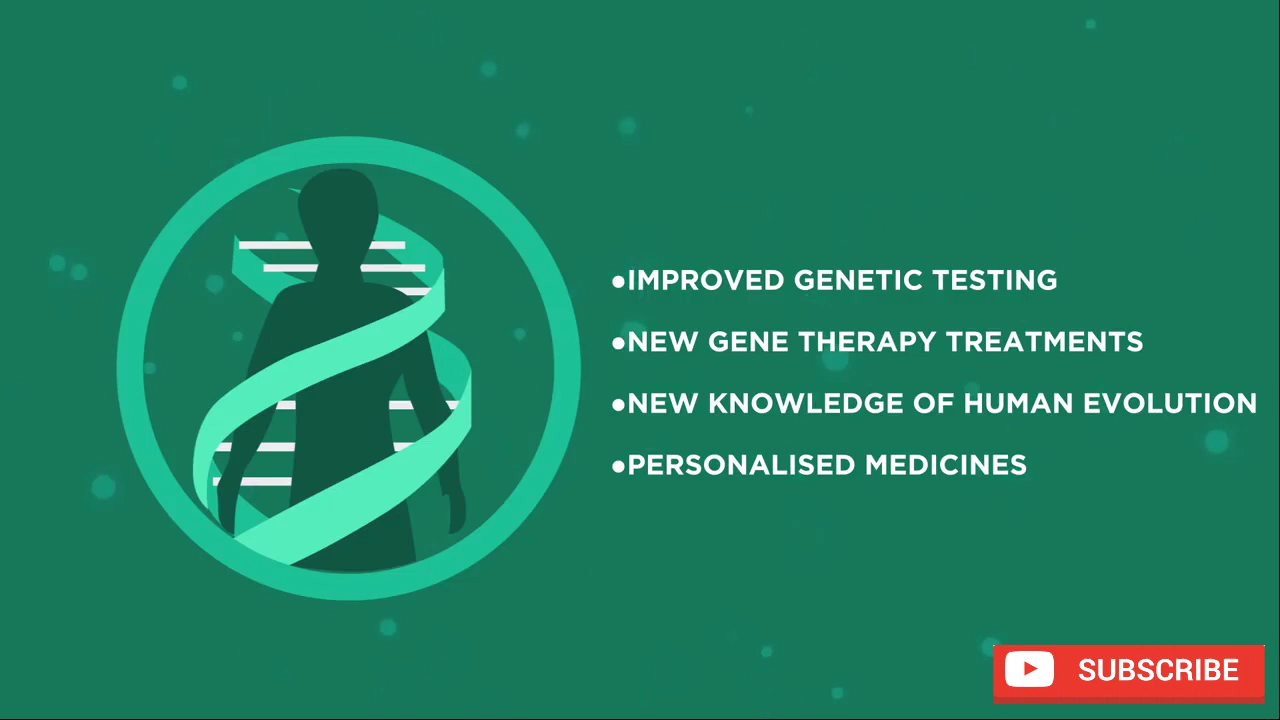 ●IMPROVED GENETIC TESTING
●NEW GENE THERAPY TREATMENTS
●NEW KNOWLEDGE OF HUMAN EVOLUTION
●PERSONALISED MEDICINES
SUBSCRIBE